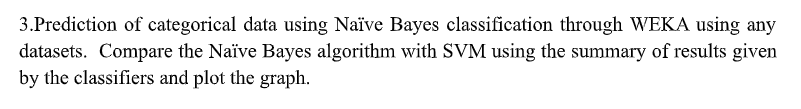 3.Prediction of categorical data using Naïve Bayes classification through WEKA using any
datasets. Compare the Naïve Bayes algorithm with SVM using the summary of results given
by the classifiers and plot the graph.